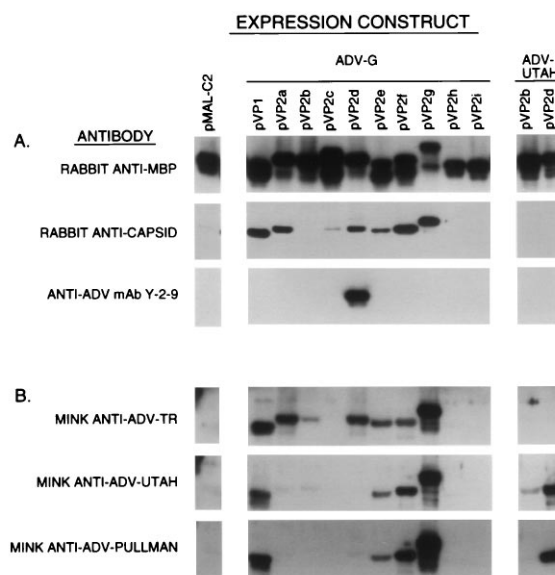 EXPRESSION CONSTRUCT
ADV-G
ADV-
UTAH
pMAL-C2
pVP1
pVP2a
pVP2b
pVP2c
pVP2d
pVP2e
pVP2f
pVP2g
pVP2h
pVP2i
pVP2b
pVP2d
ANTIBODY
A.
RABBIT ANTI-MBP
RABBIT ANTI-CAPSID
ANTI-ADV mAb Y-2-9
B.
MINK ANTI-ADV-TR
MINK ANTI-ADV-UTAH
MINK ANTI-ADV-PULLMAN